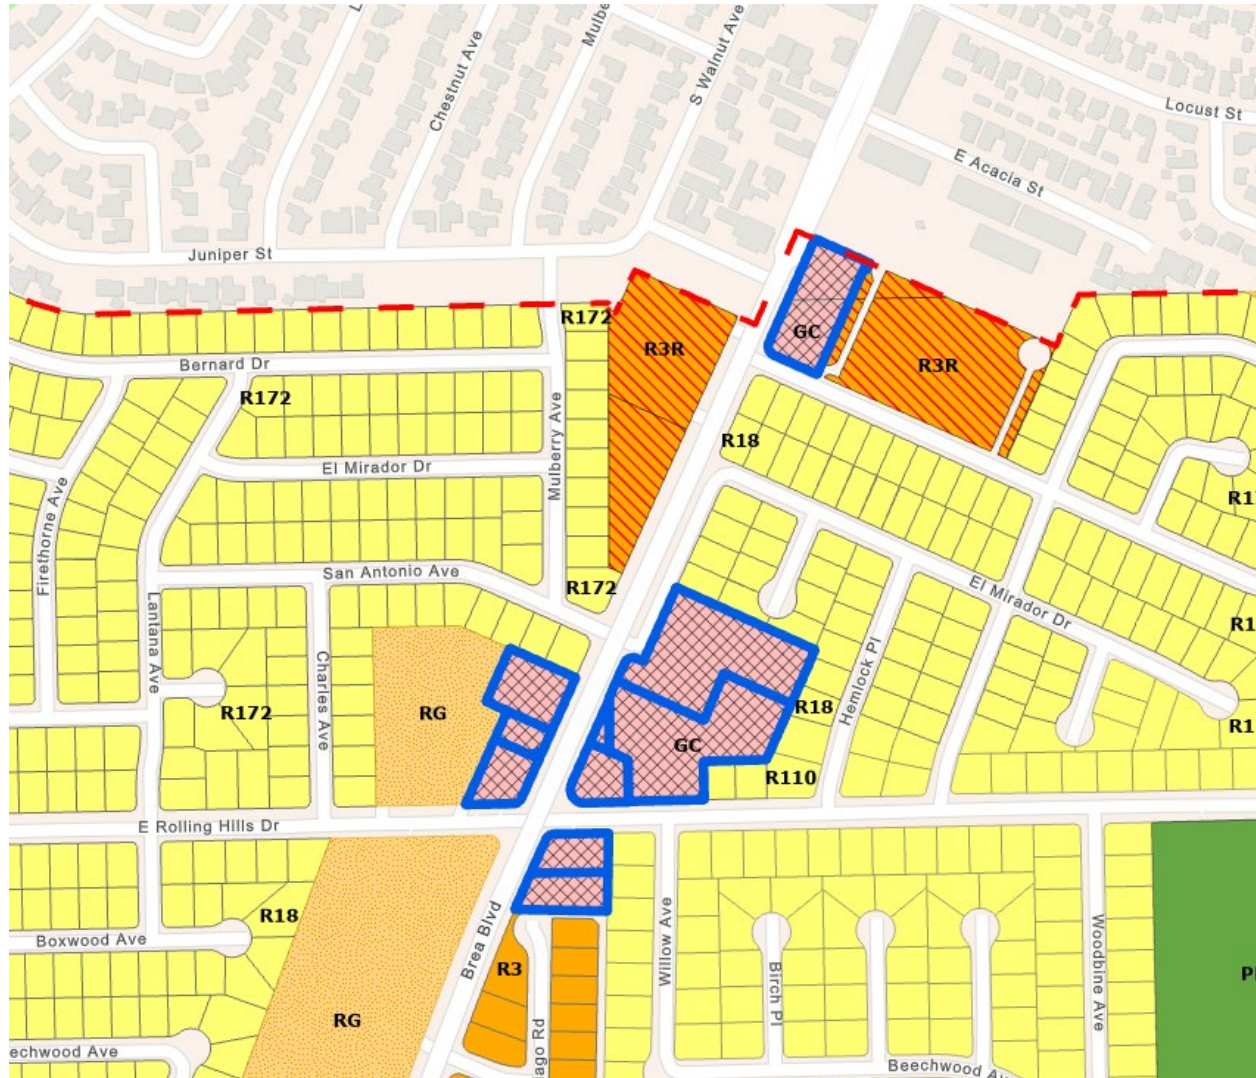 Chestnut Ave
S Walnut Ave
Locust St
E Acacia St
Juniper St
R172
GC
R3R
R3R
Bernard Dr
R172
Mulberry Ave
R18
El Mirador Dr
Firethorne Ave
San Antonio Ave
R172
El Mirador Dr
Lantana Ave
Charles Ave
Hemlock Pl
R172
RG
R18
GC
R110
E Rolling Hills Dr
R18
Boxwood Ave
Brea Blvd
R3
Willow Ave
Birch Pl
Woodbine Ave
RG
Beechwood